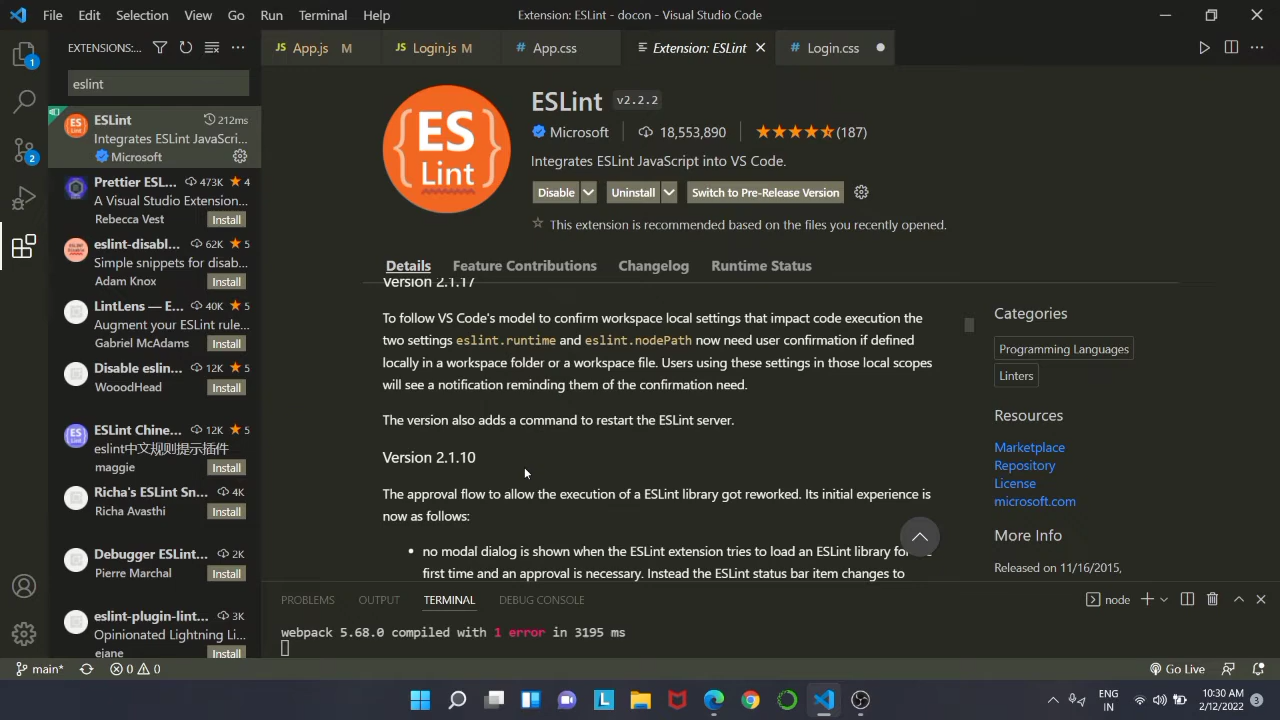 File Edit Selection View Go Run Terminal Help
Extension: ESLint - docon - Visual Studio Code
EXTENSIONS:...
App.js M
Login.js M
# App.css
Extension: ESLint
# Login.css
1
2
eslint
ESLint 212ms
Integrates ESLint JavaScri...
Microsoft
Prettier ESL... 473K 4
A Visual Studio Extension...
Rebecca Vest Install
eslint-disabl... 62K 5
Simple snippets for disab...
Adam Knox Install
LintLens — E... 40K 5
Augment your ESLint rule...
Gabriel McAdams Install
Disable eslin... 12K 5
WooodHead Install
ESLint Chine... 12K 5
eslint中文规则提示插件
maggie Install
Richa's ESLint Sn... 4K
Richa Avasthi Install
Debugger ESLint... 2K
Pierre Marchal Install
eslint-plugin-lint... 3K
Opinionated Lightning Li...
ejane Install
{ES}
Lint
ESLint v2.2.2
Microsoft 18,553,890 (187)
Integrates ESLint JavaScript into VS Code.
Disable Uninstall Switch to Pre-Release Version
This extension is recommended based on the files you recently opened.
Details Feature Contributions Changelog Runtime Status
Version 2.1.17
To follow VS Code's model to confirm workspace local settings that impact code execution the
two settings eslint.runtime and eslint.nodePath now need user confirmation if defined
locally in a workspace folder or a workspace file. Users using these settings in those local scopes
will see a notification reminding them of the confirmation need.
The version also adds a command to restart the ESLint server.
Version 2.1.10
The approval flow to allow the execution of a ESLint library got reworked. Its initial experience is
now as follows:
• no modal dialog is shown when the ESLint extension tries to load an ESLint library for
first time and an approval is necessary. Instead the ESLint status bar item changes to
Categories
Programming Languages
Linters
Resources
Marketplace
Repository
License
microsoft.com
More Info
Released on 11/16/2015,
PROBLEMS OUTPUT TERMINAL DEBUG CONSOLE
node
webpack 5.68.0 compiled with 1 error in 3195 ms
main* 0 0
Go Live
L
ENG
IN
10:30 AM
2/12/2022
3